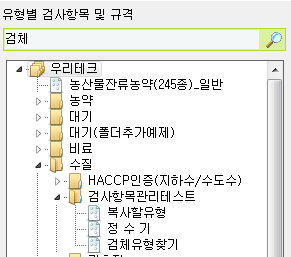 유형별 검사항목 및 규격
검체
우리테크
농산물잔류농약(245종)_일반
농약
대기
대기(폴더추가예제)
비료
수질
HACCP인증(지하수/수도수)
검사항목관리테스트
복사할유형
정 수 기
검체유형찾기